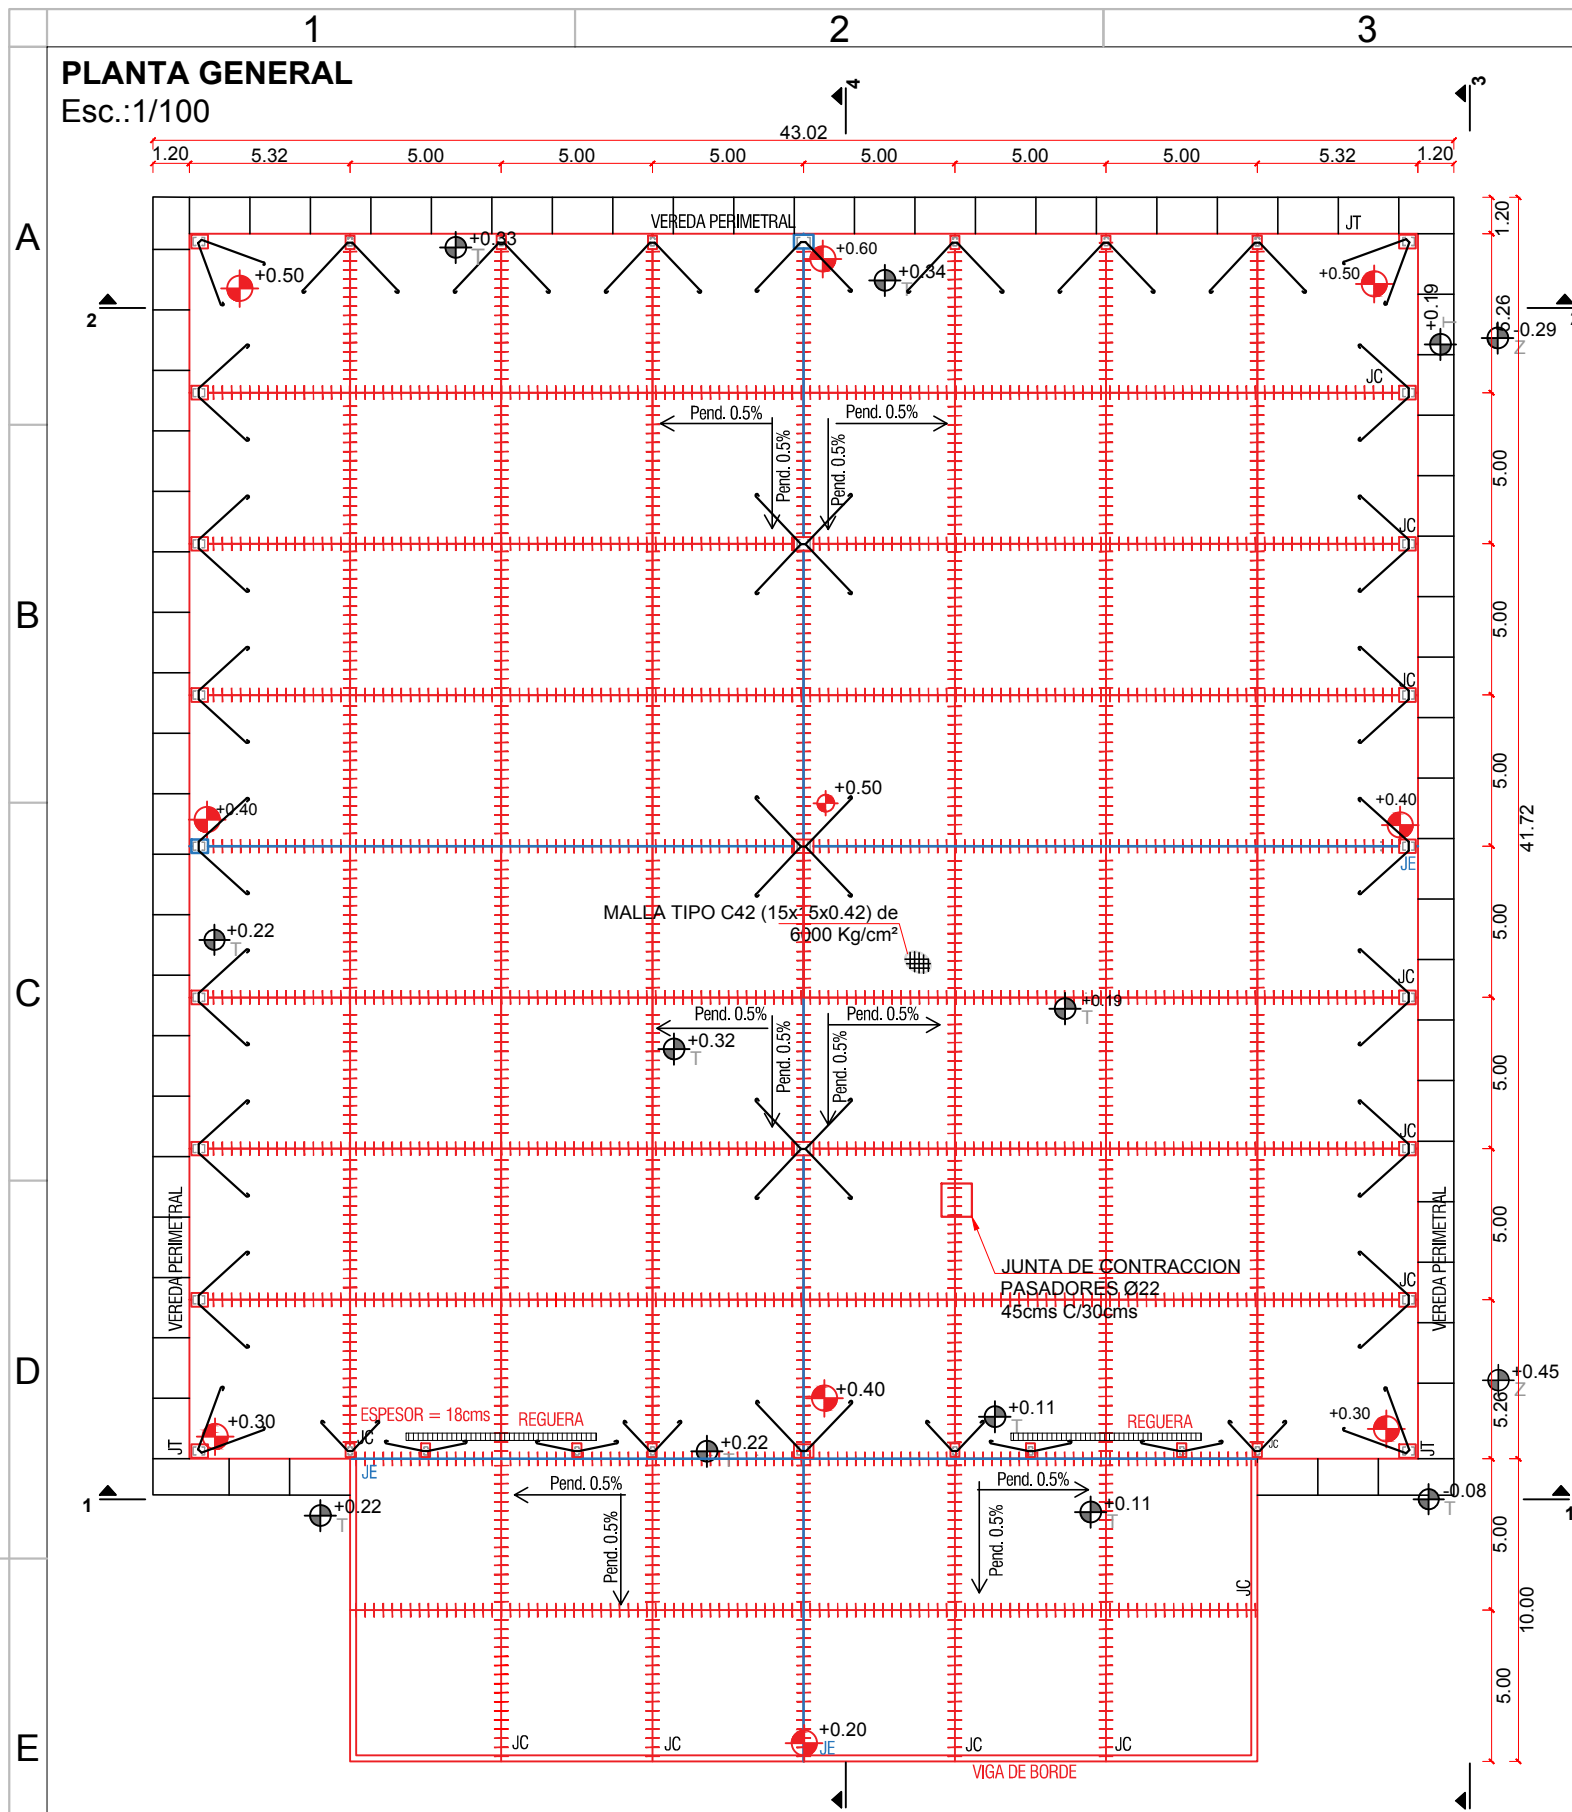 1
2
3
PLANTA GENERAL
Esc.:1/100
4
3
43.02
1.20
5.32
5.00
5.00
5.00
5.00
5.00
5.00
5.32
1.20
A
VEREDA PERIMETRAL
JT
1.20
+0.33
T
+0.60
+0.34
T
+0.50
+0.50
+0.19
T
5.26
-0.29
Z
2
JC
Pend. 0.5%
Pend. 0.5%
Pend. 0.5%
Pend. 0.5%
5.00
JC
B
5.00
JC
5.00
+0.50
+0.40
+0.40
41.72
JE
MALLA TIPO C42 (15x15x0.42) de
6000 Kg/cm²
+0.22
T
5.00
C
JC
+0.19
T
Pend. 0.5%
Pend. 0.5%
+0.32
T
Pend. 0.5%
Pend. 0.5%
5.00
JC
VEREDA PERIMETRAL
VEREDA PERIMETRAL
5.00
JUNTA DE CONTRACCION
PASADORES Ø22
45cms C/30cms
JC
D
+0.45
Z
+0.40
5.26
ESPESOR = 18cms
REGUERA
+0.11
T
REGUERA
+0.30
+0.30
JT
JC
+0.22
T
JC
JT
JE
1
Pend. 0.5%
Pend. 0.5%
-0.08
T
1
+0.22
T
Pend. 0.5%
Pend. 0.5%
+0.11
T
5.00
JC
10.00
5.00
E
JC
JC
+0.20
JE
JC
JC
VIGA DE BORDE